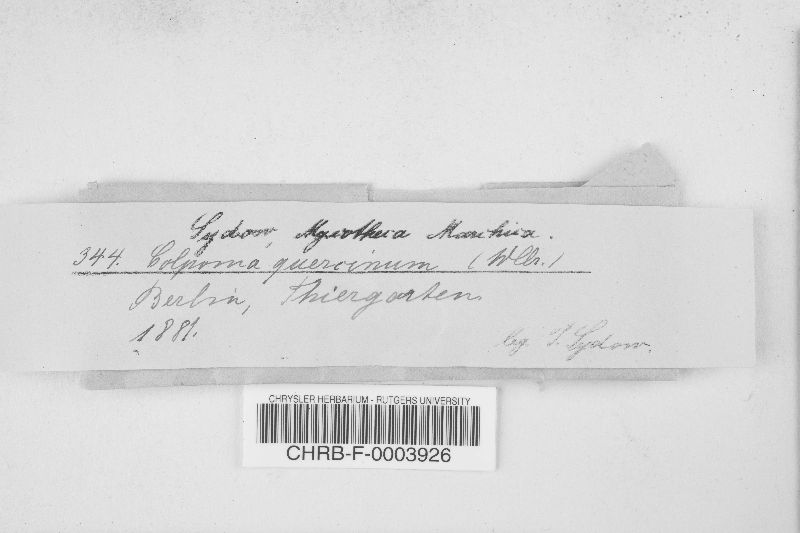 Sydow, Mycotheca Marchica.
344. Colpoma quercinum (Wllr.)
Berlin, Thiergarten
1881.
leg. P. Sydow.
CHRYSLER HERBARIUM - RUTGERS UNIVERSITY
CHRB-F-0003926